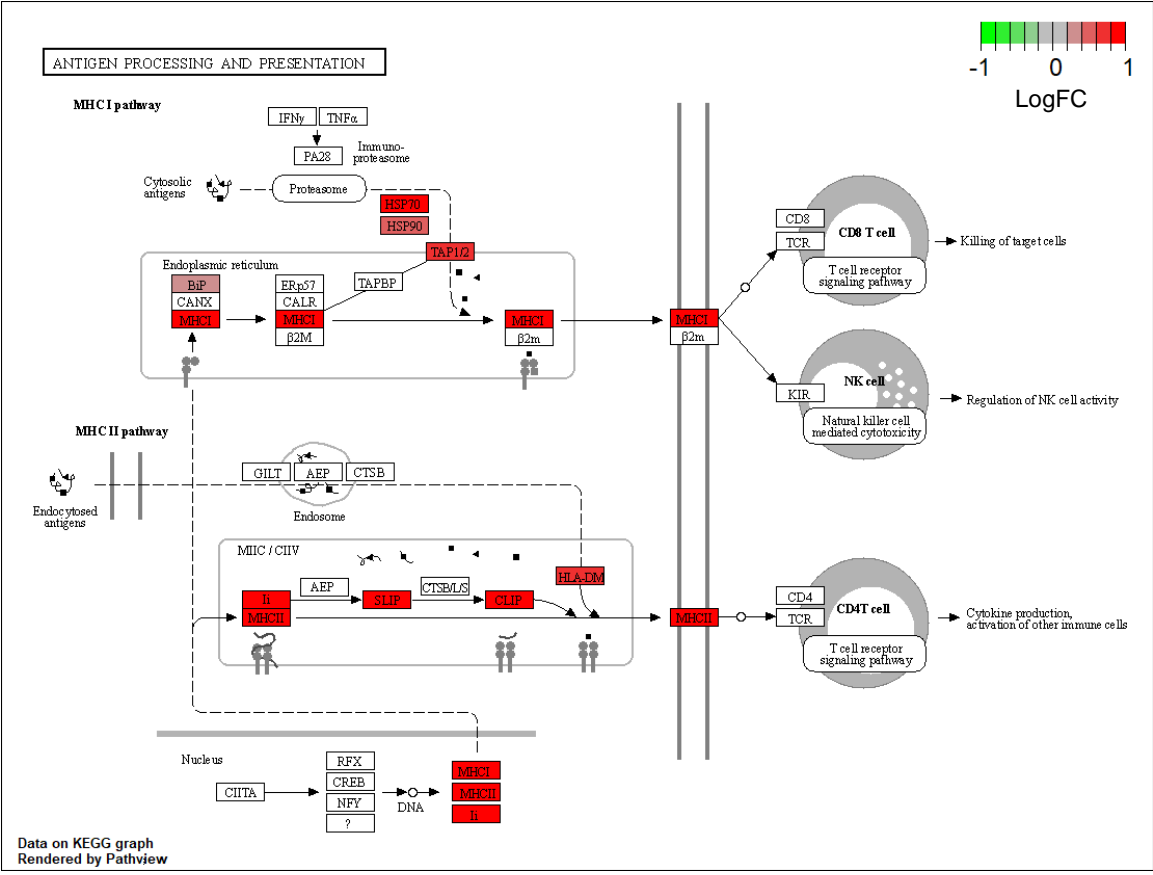 ANTIGEN PROCESSING AND PRESENTATION
-1 0 1
LogFC
MHC I pathway
IFNγ TNFα
PA28
Immuno-
proteasome
Cytosolic
antigens
Proteasome
HSP70
HSP90
TAP1/2
Endoplasmic reticulum
BiP
CANX
MHCI
ERp57
CALR
MHCI
β2M
TAPBP
MHCI
β2m
MHCI
β2m
CD8
TCR
CD8 T cell
T cell receptor
signaling pathway
Killing of target cells
KIR
NK cell
Natural killer cell
mediated cytotoxicity
Regulation of NK cell activity
MHC II pathway
Endocytosed
antigens
GILT AEP CTSB
Endosome
MIIC / CIIV
Ii
MHCII
AEP
SLIP
CTSB/L/S
CLIP
HLA-DM
MHCII
CD4
TCR
CD4T cell
T cell receptor
signaling pathway
Cytokine production,
activation of other immune cells
Nucleus
CIITA
RFX
CREB
NFY
?
DNA
MHCI
MHCII
Ii
Data on KEGG graph
Rendered by Pathview